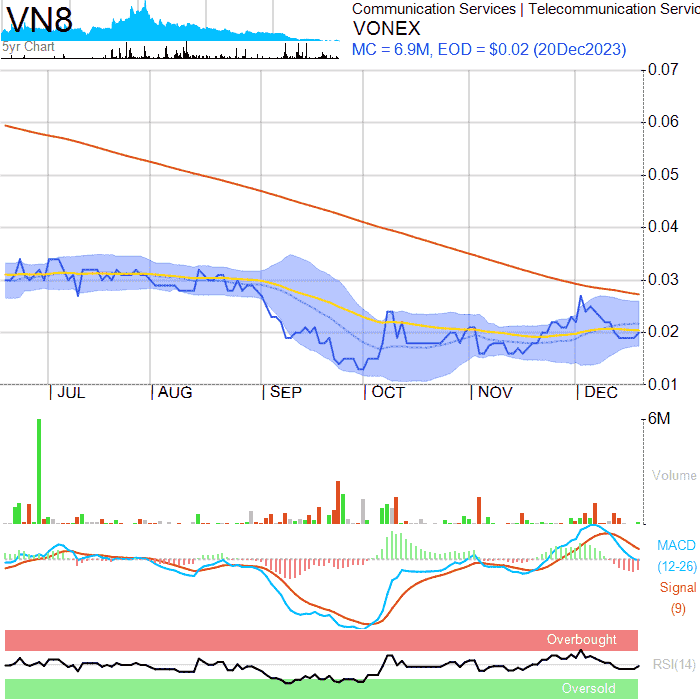 VN8
5yr Chart
Communication Services | Telecommunication Servic
VONEX
MC = 6.9M, EOD = $0.02 (20Dec2023)
0.07
0.06
0.05
0.04
0.03
0.02
0.01
JUL
AUG
SEP
OCT
NOV
DEC
6M
Volume
MACD
(12-26)
Signal
(9)
Overbought
RSI(14)
Oversold